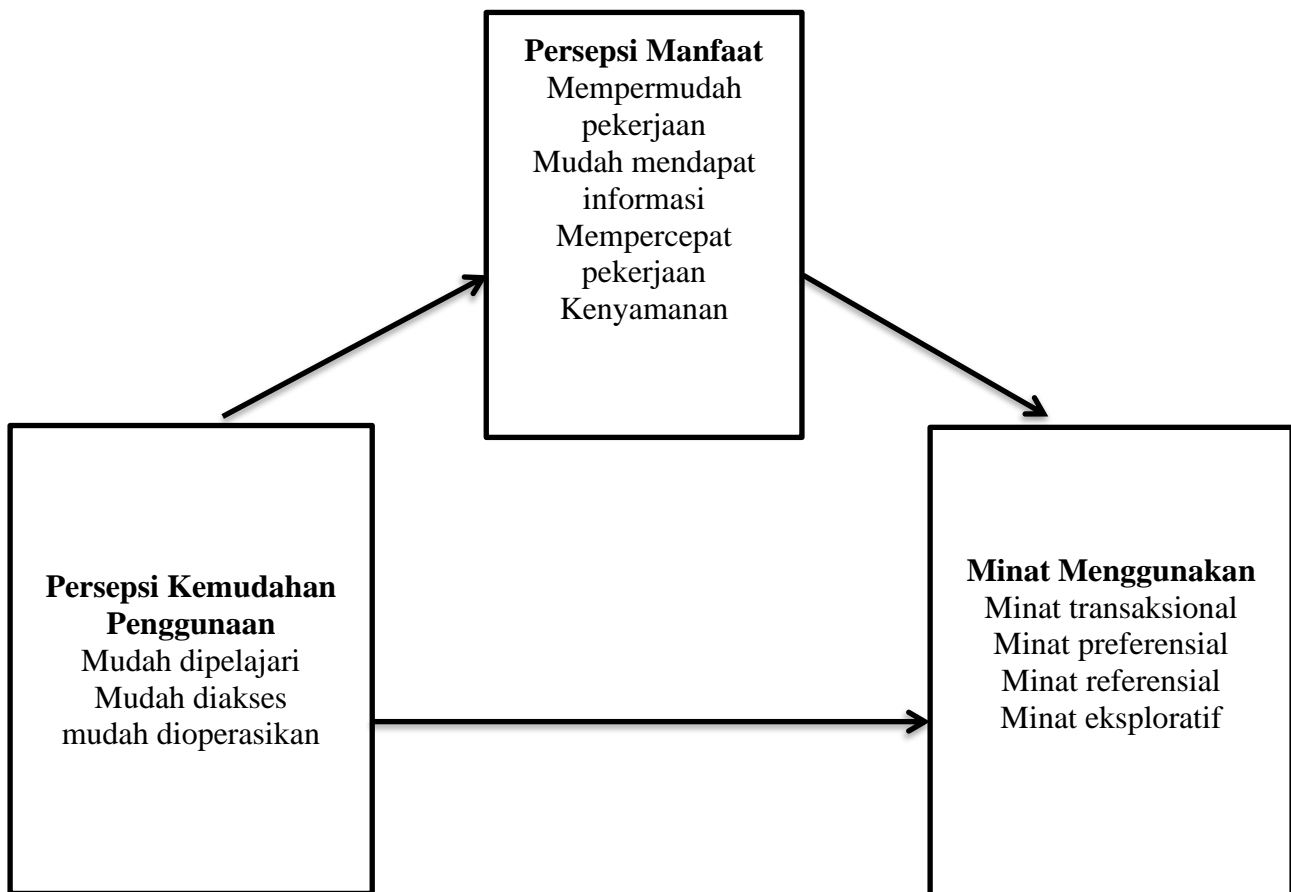 Persepsi Manfaat
Mempermudah
pekerjaan
Mudah mendapat
informasi
Mempercepat
pekerjaan
Kenyamanan
Persepsi Kemudahan
Penggunaan
Mudah dipelajari
Mudah diakses
mudah dioperasikan
Minat Menggunakan
Minat transaksional
Minat preferensial
Minat referensial
Minat eksploratif